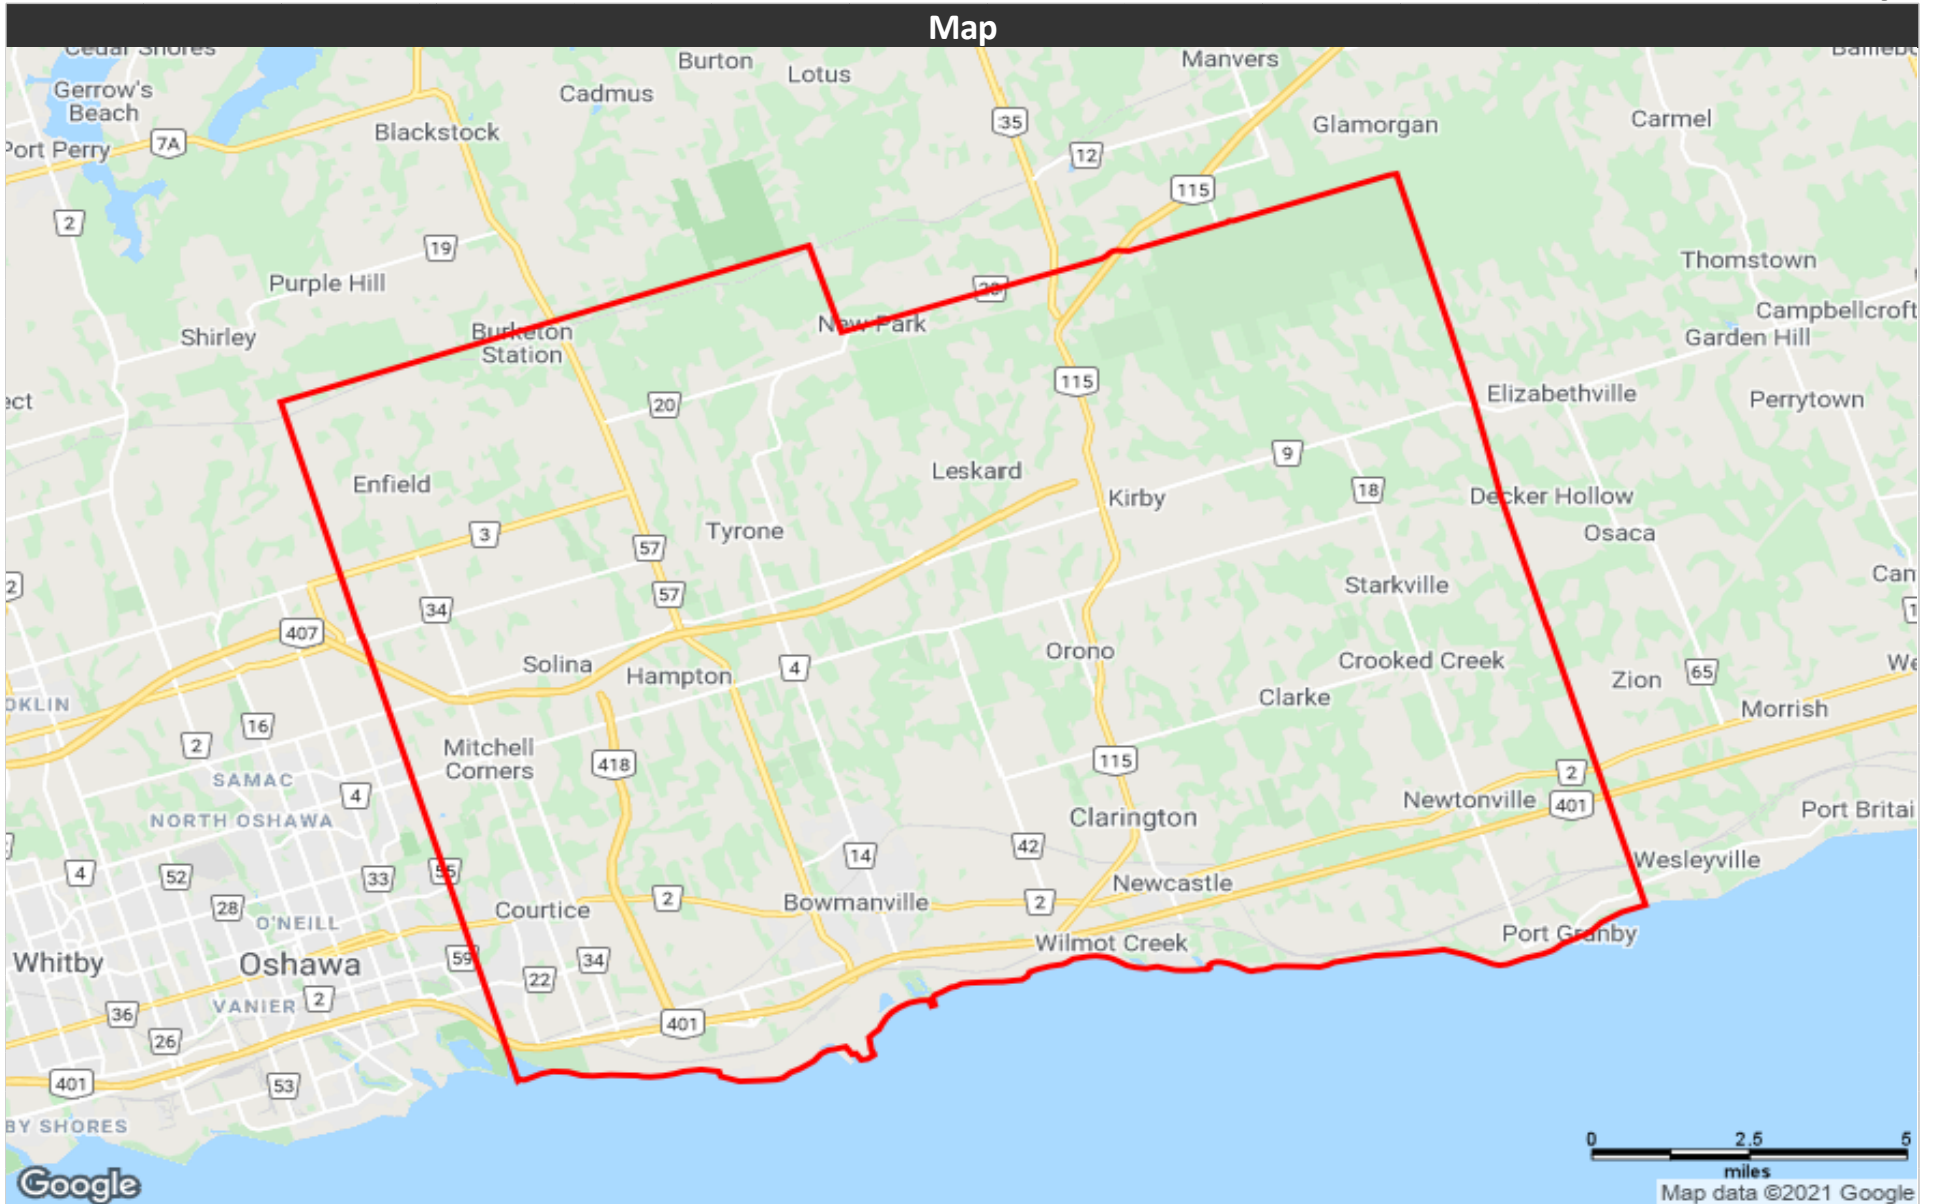 Map
Cedar Shores
Burton
Lotus
Manvers
Gerrow's
Beach
Cadmus
35
Glamorgan
Carmel
Blackstock
7A
Port Perry
12
115
2
19
Thomstown
Purple Hill
20
Campbellcroft
Shirley
Burketon
Station
New Park
Garden Hill
115
Elizabethville
Perrytown
20
9
Enfield
Leskard
18
Kirby
Decker Hollow
3
Tyrone
57
Osaca
2
57
Starkville
34
407
Solina
Hampton
4
Orono
Crooked Creek
Zion
65
Clarke
16
2
Mitchell
Corners
418
115
Morrish
SAMAC
4
2
NORTH OSHAWA
Clarington
Newtonville
401
4
52
33
55
14
42
Wesleyville
28
O'NEILL
Courtice
2
Bowmanville
2
Newcastle
Whitby
Oshawa
59
34
Wilmot Creek
Port Granby
22
VANIER
2
36
26
401
401
53
0
2.5
5
miles
Google
Map data ©2021 Google